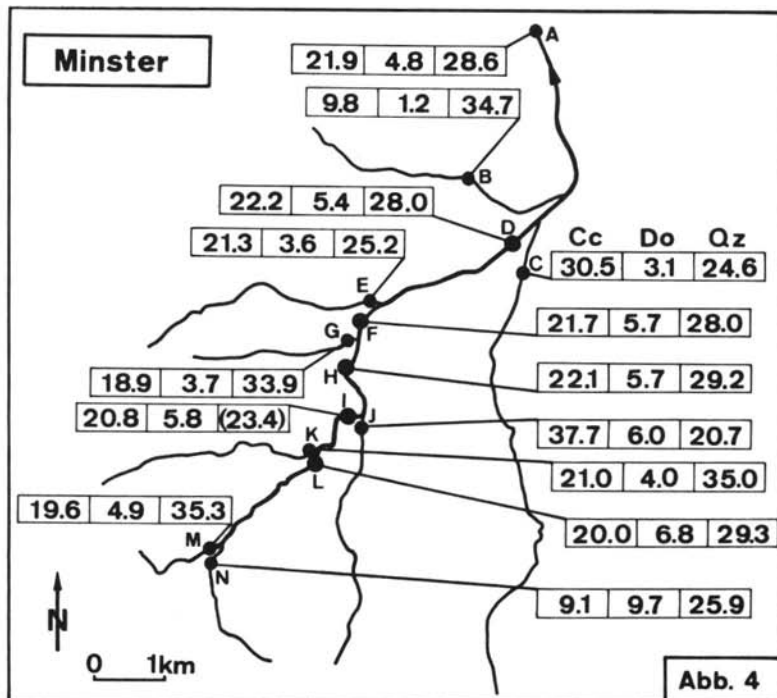 Minster
A
21.9 4.8 28.6
9.8 1.2 34.7
B
22.2 5.4 28.0
D
21.3 3.6 25.2
Cc Do Qz
C
30.5 3.1 24.6
E
F
21.7 5.7 28.0
G
18.9 3.7 33.9
H
22.1 5.7 29.2
20.8 5.8 (23.4)
I
J
37.7 6.0 20.7
K
21.0 4.0 35.0
L
19.6 4.9 35.3
20.0 6.8 29.3
M
N
9.1 9.7 25.9
N
0 1km
Abb. 4